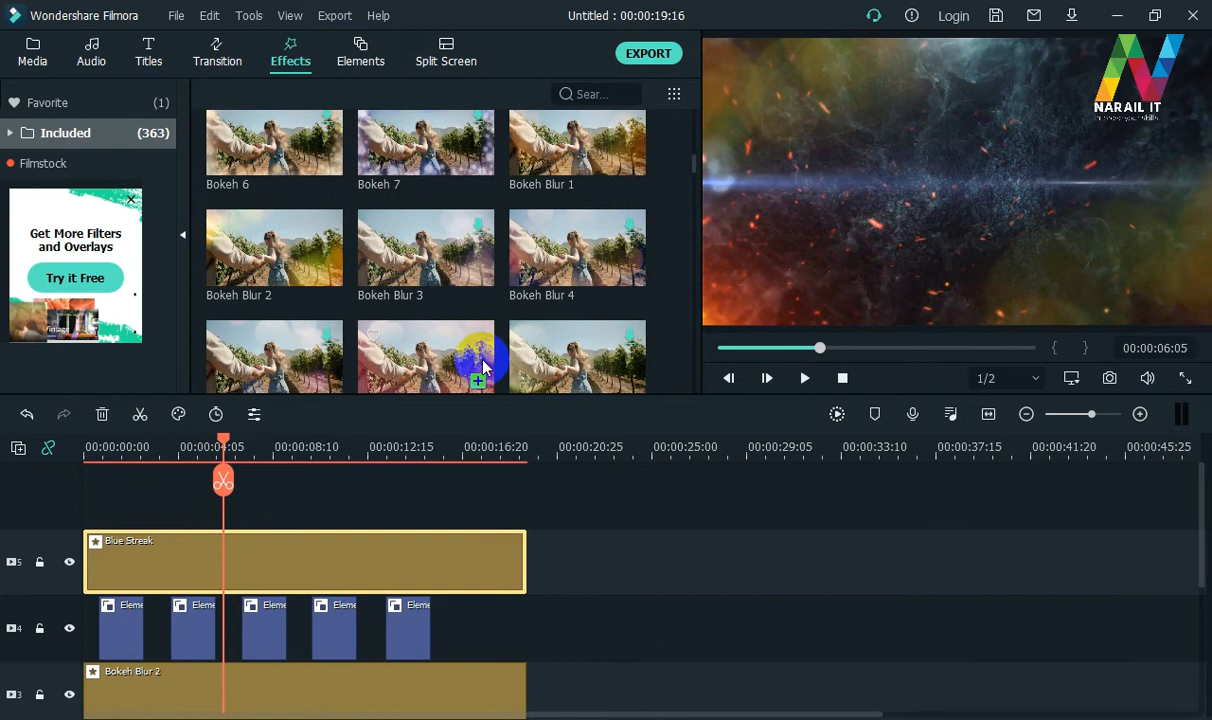 Wondershare Filmora
File
Edit
Tools
View
Export
Help
Untitled : 00:00:19:16
Login
Media
Audio
Titles
Transition
Effects
Elements
Split Screen
EXPORT
Favorite (1)
Included (363)
Filmstock
Sear...
Get More Filters
and Overlays
Try it Free
Bokeh 6
Bokeh 7
Bokeh Blur 1
Bokeh Blur 2
Bokeh Blur 3
Bokeh Blur 4
NARAIL IT
1/2
00:00:06:05
00:00:00:00
00:00:04:05
00:00:08:10
00:00:12:15
00:00:16:20
00:00:20:25
00:00:25:00
00:00:29:05
00:00:33:10
00:00:37:15
00:00:41:20
00:00:45:25
5
Blue Streak
4
Eleme
Eleme
Eleme
Eleme
Eleme
3
Bokeh Blur 2